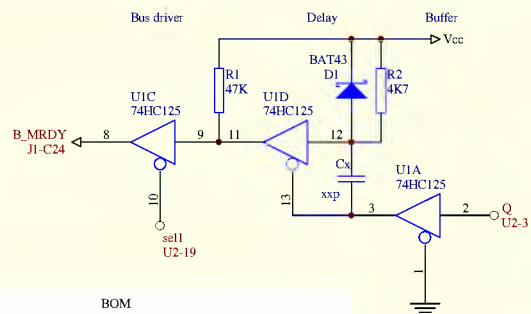 Bus driver Delay Buffer
Vcc
BAT43
D1
R1
47K
R2
4K7
U1C
74HC125
U1D
74HC125
B_MRDY
J1-C24
8
9
11
12
Cx
xxp
U1A
74HC125
10
13
3
2
Q
U2-3
sel1
U2-19
1
BOM